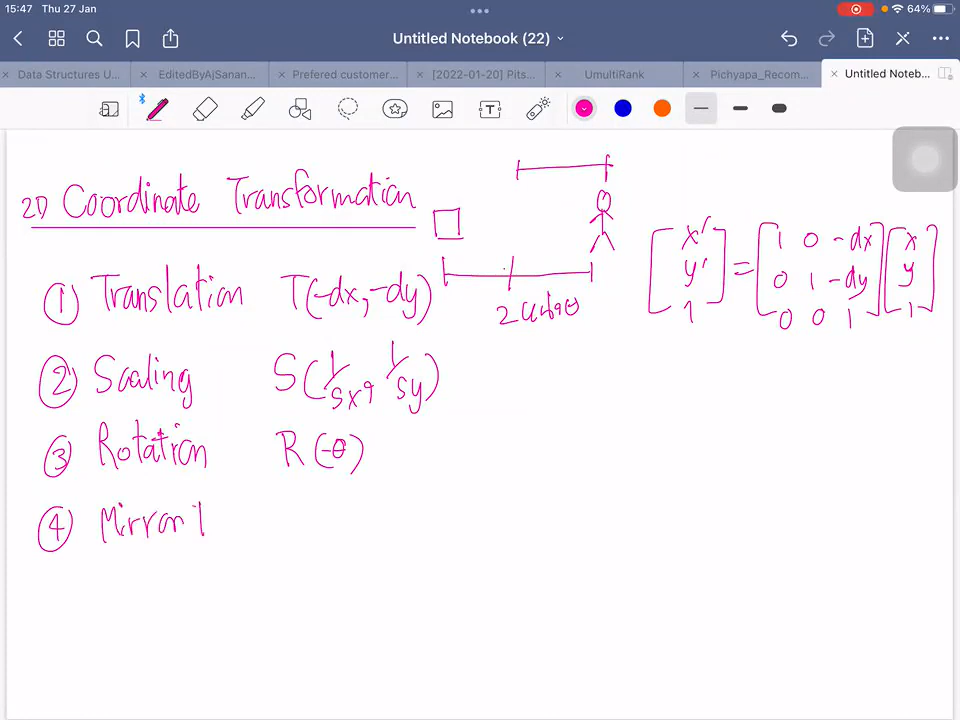 15:47 Thu 27 Jan
64%
Untitled Notebook (22)
Data Structures U...
EditedByAjSanan...
Prefered customer...
[2022-01-20] Pits...
UmultiRank
Pichyapa_Recom...
Untitled Noteb...
2D Coordinate Transformation
① Translation T(-dx, -dy)
2
② Scaling S(1/sx, 1/sy)
③ Rotation R(-θ)
④ Mirror
[x' y' 1] = [1 0 -dx
0 1 -dy
0 0 1] [x y 1]